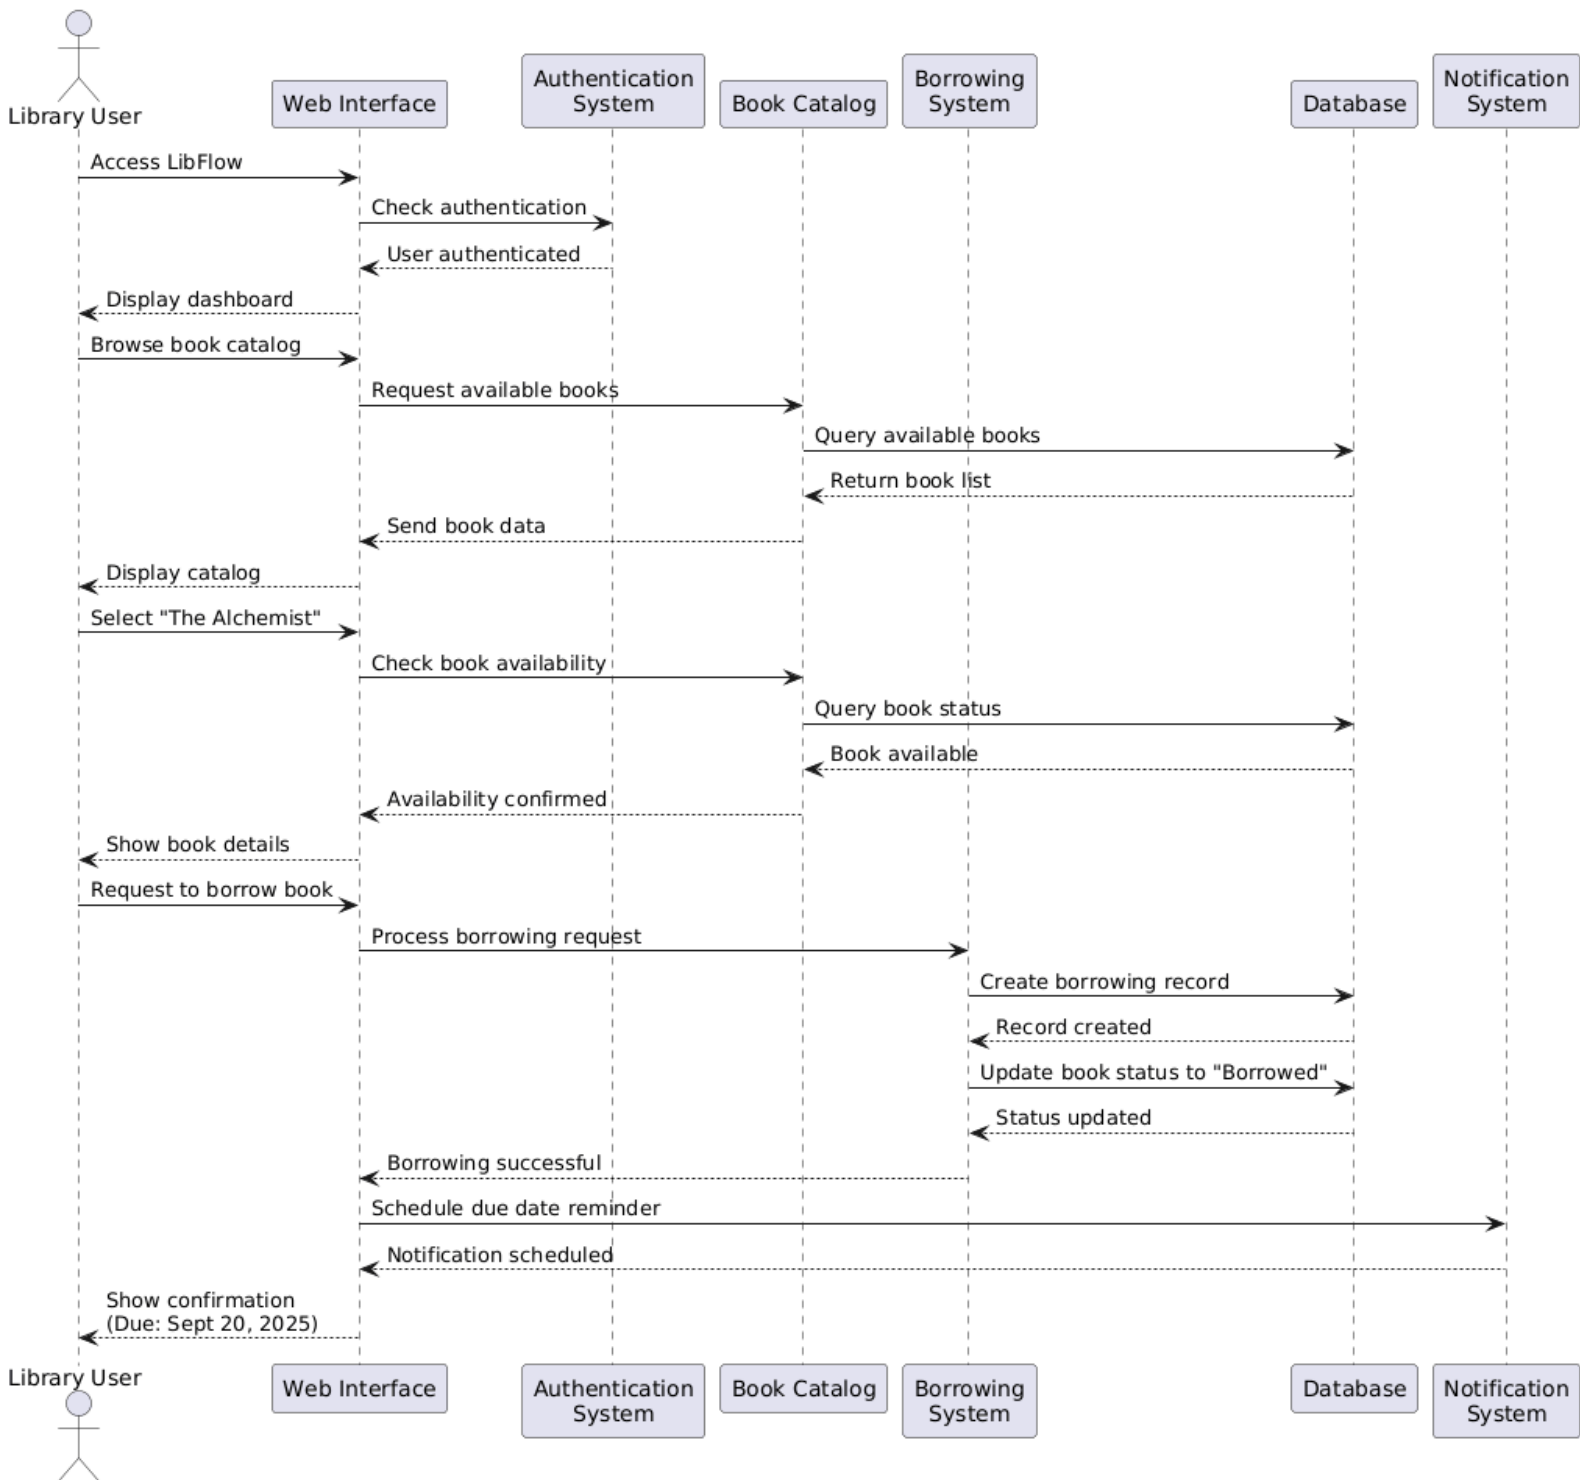 Library User
Web Interface
Authentication
System
Book Catalog
Borrowing
System
Database
Notification
System
Access LibFlow
Check authentication
User authenticated
Display dashboard
Browse book catalog
Request available books
Query available books
Return book list
Send book data
Display catalog
Select "The Alchemist"
Check book availability
Query book status
Book available
Availability confirmed
Show book details
Request to borrow book
Process borrowing request
Create borrowing record
Record created
Update book status to "Borrowed"
Status updated
Borrowing successful
Schedule due date reminder
Notification scheduled
Show confirmation
(Due: Sept 20, 2025)
Library User
Web Interface
Authentication
System
Book Catalog
Borrowing
System
Database
Notification
System